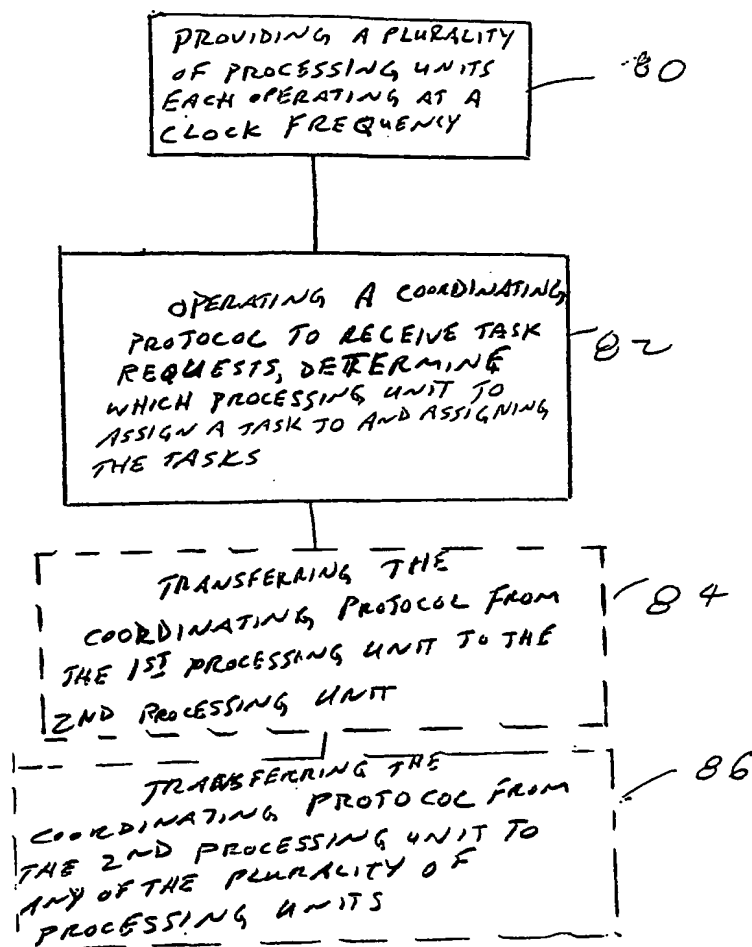 PROVIDING A PLURALITY
OF PROCESSING UNITS
EACH OPERATING AT A
CLOCK FREQUENCY
80
OPERATING A COORDINATING
PROTOCOL TO RECEIVE TASK
REQUESTS, DETERMINE
WHICH PROCESSING UNIT TO
ASSIGN A TASK TO AND ASSIGNING
THE TASKS
82
TRANSFERRING THE
COORDINATING PROTOCOL FROM
THE 1ST PROCESSING UNIT TO THE
2ND PROCESSING UNIT
84
TRANSFERRING THE
COORDINATING PROTOCOL FROM
THE 2ND PROCESSING UNIT TO
ANY OF THE PLURALITY OF
PROCESSING UNITS
86